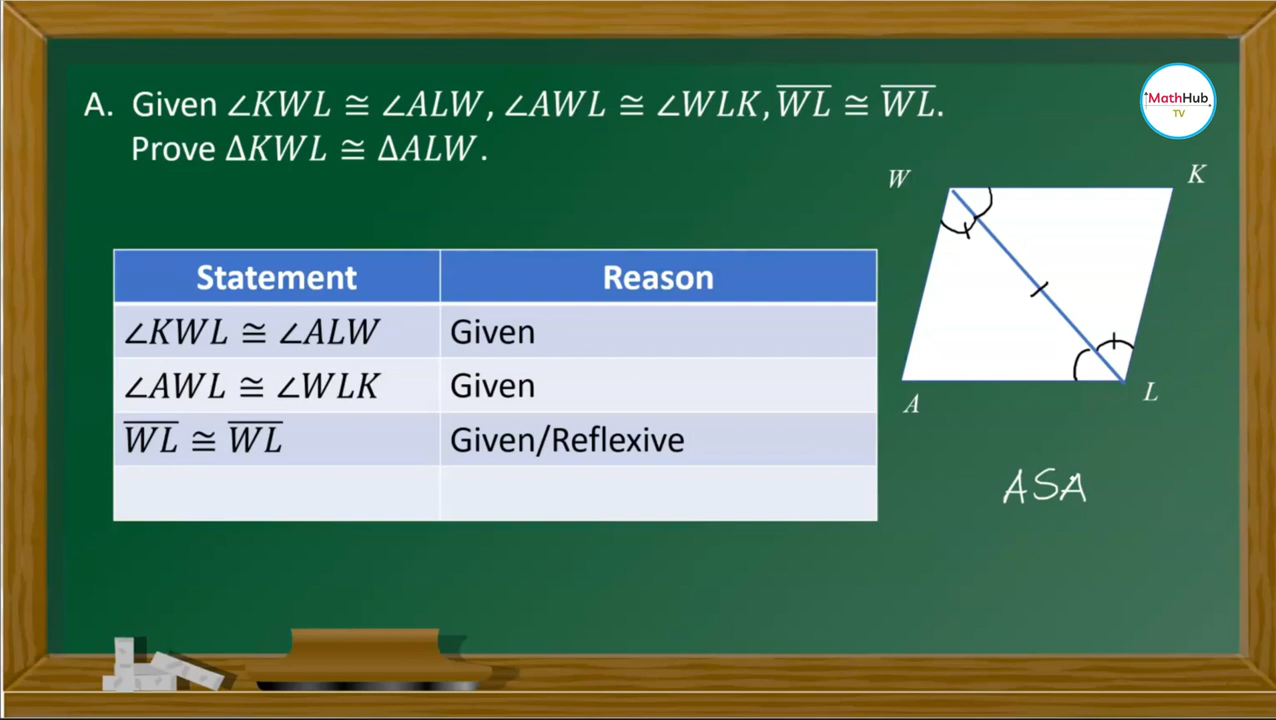 A. Given ∠KWL ≅ ∠ALW, ∠AWL ≅ ∠WLK, W̅L̅ ≅ W̅L̅.
Prove ΔKWL ≅ ΔALW.
MathHub
TV
W
K
Statement Reason
∠KWL ≅ ∠ALW Given
∠AWL ≅ ∠WLK Given
W̅L̅ ≅ W̅L̅ Given/Reflexive
A
L
ASA